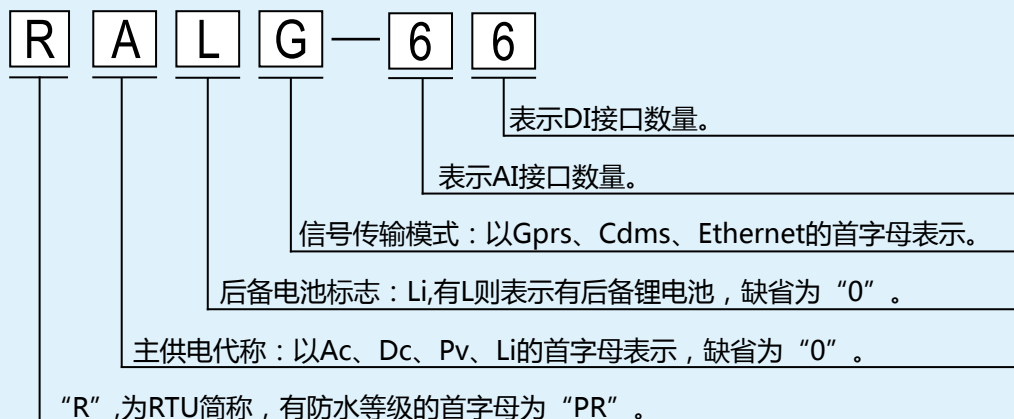 RALG—66
表示DI接口数量。
表示AI接口数量。
信号传输模式：以Gprs、Cdms、Ethernet的首字母表示。
后备电池标志：Li,有L则表示有后备锂电池，缺省为“0”。
主供电代称：以Ac、Dc、Pv、Li的首字母表示，缺省为“0”.
“R”,为RTU简称，有防水等级的首字母为“PR”。